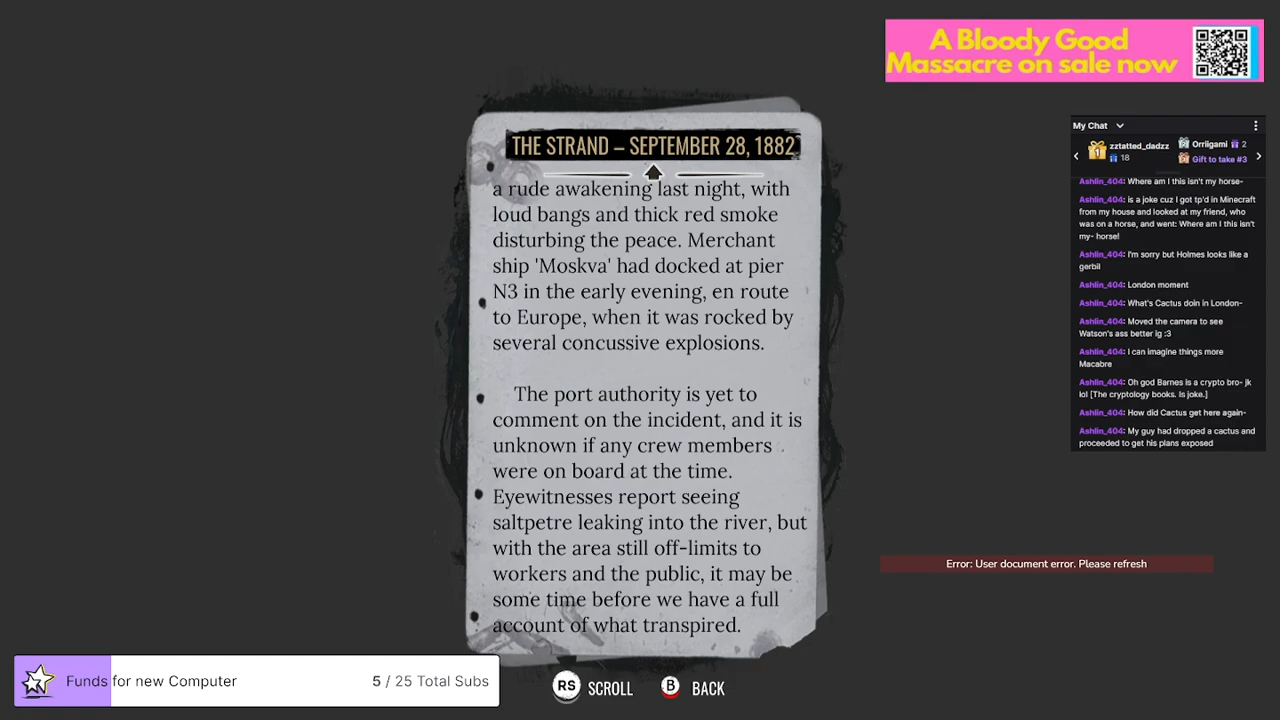 A Bloody Good
Massacre on sale now
My Chat
zztatted_dadzz
18
Orriigami 2
Gift to take #3
Ashlin_404: Where am I this isn't my horse-
Ashlin_404: is a joke cuz I got tp'd in Minecraft
from my house and looked at my friend, who
was on a horse, and went: Where am I this isn't
my- horse!
Ashlin_404: I'm sorry but Holmes looks like a
gerbil
Ashlin_404: London moment
Ashlin_404: What's Cactus doin in London-
Ashlin_404: Moved the camera to see
Watson's ass better ig :3
Ashlin_404: I can imagine things more
Macabre
Ashlin_404: Oh god Barnes is a crypto bro- jk
lol [The cryptology books. Is joke.]
Ashlin_404: How did Cactus get here again-
Ashlin_404: My guy had dropped a cactus and
proceeded to get his plans exposed
THE STRAND – SEPTEMBER 28, 1882
a rude awakening last night, with
loud bangs and thick red smoke
disturbing the peace. Merchant
ship 'Moskva' had docked at pier
N3 in the early evening, en route
to Europe, when it was rocked by
several concussive explosions.
The port authority is yet to
comment on the incident, and it is
unknown if any crew members
were on board at the time.
Eyewitnesses report seeing
saltpetre leaking into the river, but
with the area still off-limits to
workers and the public, it may be
some time before we have a full
account of what transpired.
Error: User document error. Please refresh
Funds for new Computer
5 / 25 Total Subs
RS SCROLL
B BACK